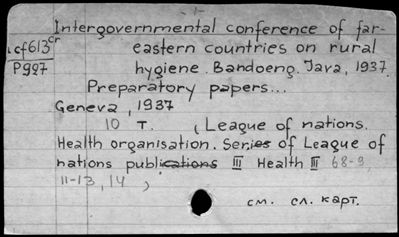 - 1 -
Intergovernmental conference of far-
cf613cr
P927
eastern countries on rural
hygiene. Bandoeng. Java, 1937.
Preparatory papers...
Geneva, 1937
10 T. (League of nations.
Health organisation. Series of League of
nations publications III Health III 68-9,
11-13, 14 )
см. сл. карт.